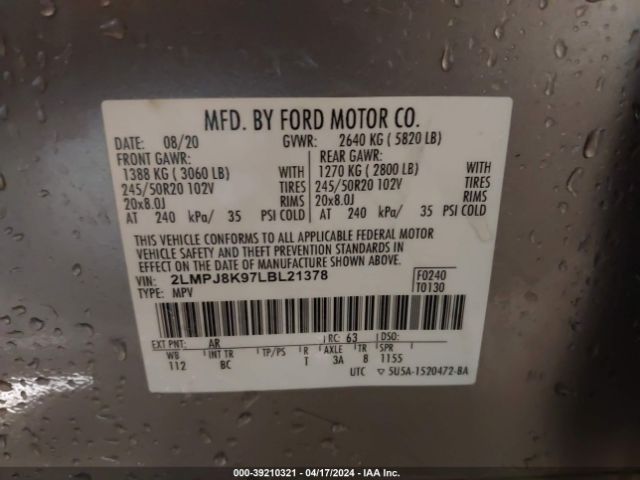 MFD. BY FORD MOTOR CO.
DATE: 08/20 GVWR: 2640 KG ( 5820 LB)
FRONT GAWR: REAR GAWR:
1388 KG ( 3060 LB) WITH 1270 KG ( 2800 LB) WITH
245/50R20 102V TIRES 245/50R20 102V TIRES
20x8.0J RIMS 20x8.0J RIMS
AT 240 kPa/ 35 PSI COLD AT 240 kPa/ 35 PSI COLD
THIS VEHICLE CONFORMS TO ALL APPLICABLE FEDERAL MOTOR
VEHICLE SAFETY AND THEFT PREVENTION STANDARDS IN
EFFECT ON THE DATE OF MANUFACTURE SHOWN ABOVE.
VIN: 2LMPJ8K97LBL21378 F0240
TYPE: MPV T0130
EXT PNT: AR RC: 63 DSO:
WB INT TR TP/PS R AXLE TR SPR
112 BC T 3A 8 1155
UTC ▽ 5U5A-1520472-BA
000-39210321 - 04/17/2024 - IAA Inc.